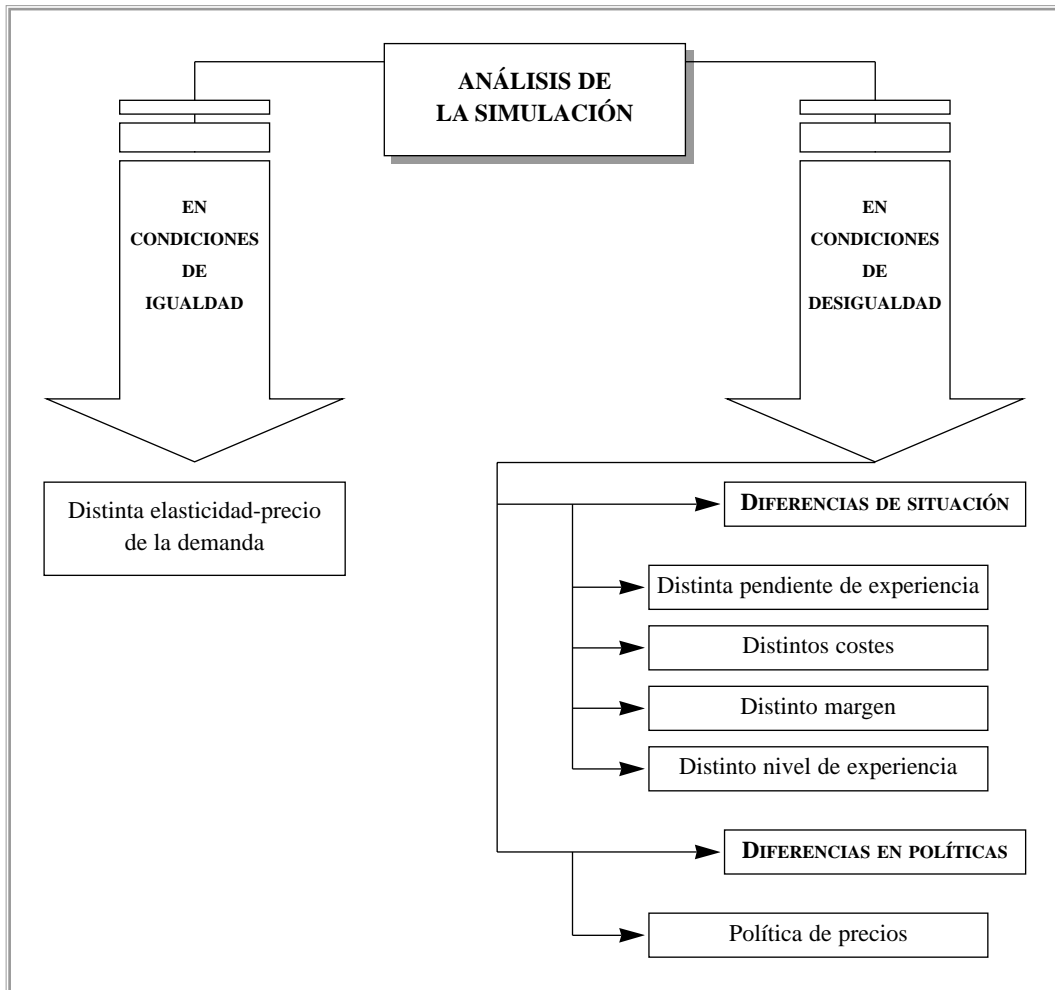 ANÁLISIS DE
LA SIMULACIÓN
EN
CONDICIONES
DE
IGUALDAD
EN
CONDICIONES
DE
DESIGUALDAD
Distinta elasticidad-precio
de la demanda
DIFERENCIAS DE SITUACIÓN
Distinta pendiente de experiencia
Distintos costes
Distinto margen
Distinto nivel de experiencia
DIFERENCIAS EN POLÍTICAS
Política de precios